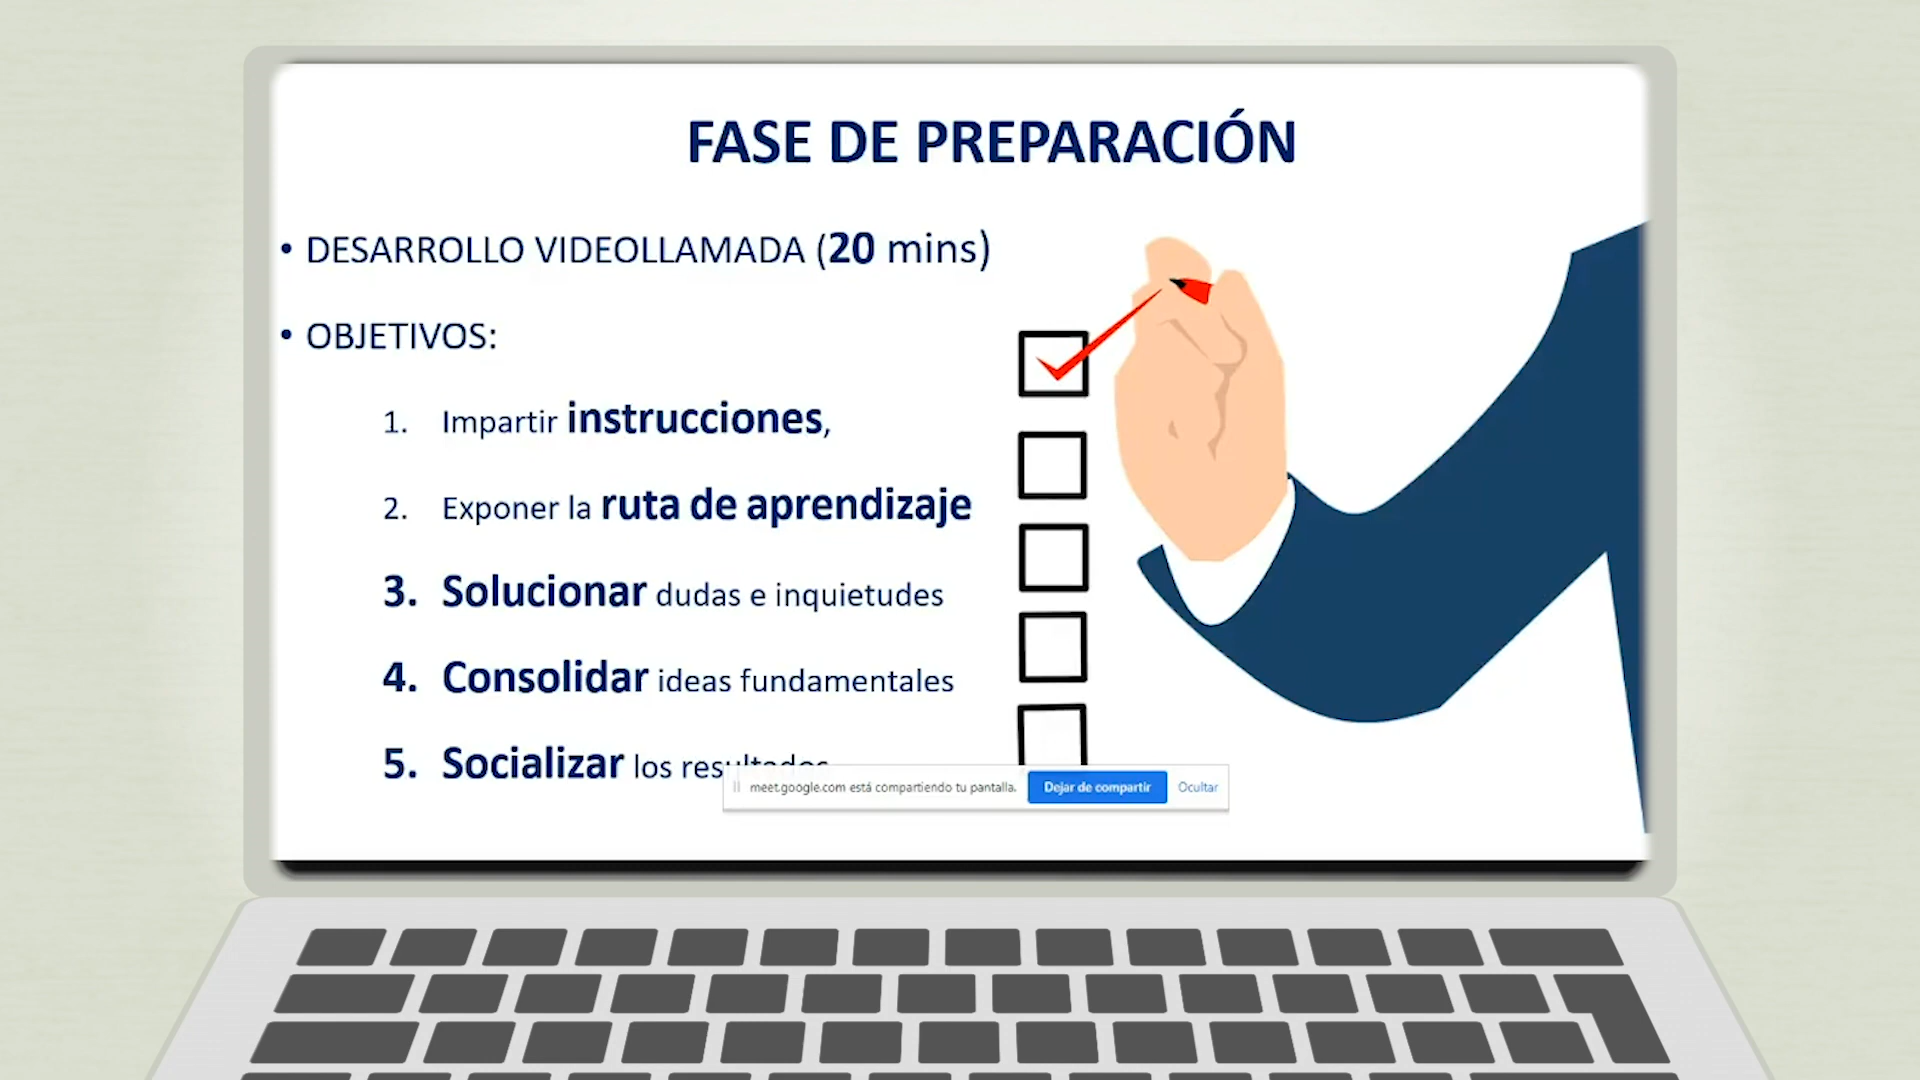 FASE DE PREPARACIÓN
• DESARROLLO VIDEOLLAMADA (20 mins)
• OBJETIVOS:
1. Impartir instrucciones,
2. Exponer la ruta de aprendizaje
3. Solucionar dudas e inquietudes
4. Consolidar ideas fundamentales
5. Socializar los resultados
meet.google.com está compartiendo tu pantalla. Dejar de compartir Ocultar